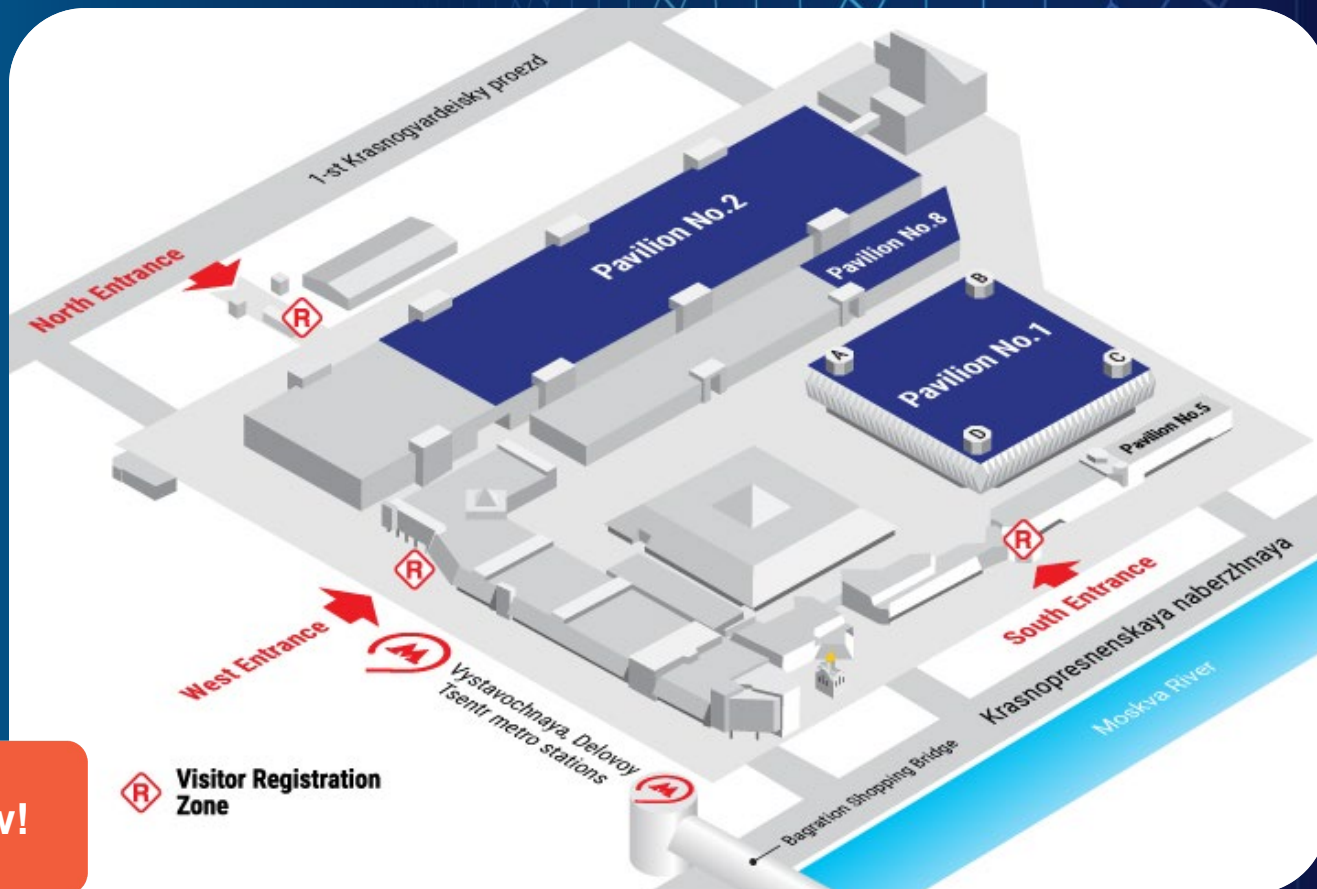 1-st Krasnogvardeisky proezd
North Entrance
R
Pavilion No.2
Pavilion No.8
B
A
Pavilion No.1
C
D
Pavilion No.5
R
R
South Entrance
West Entrance
Vystavochnaya, Delovoy
Tsentr metro stations
Krasnopresnenskaya naberzhnaya
Moskva River
Bagration Shopping Bridge
R
Visitor Registration
Zone